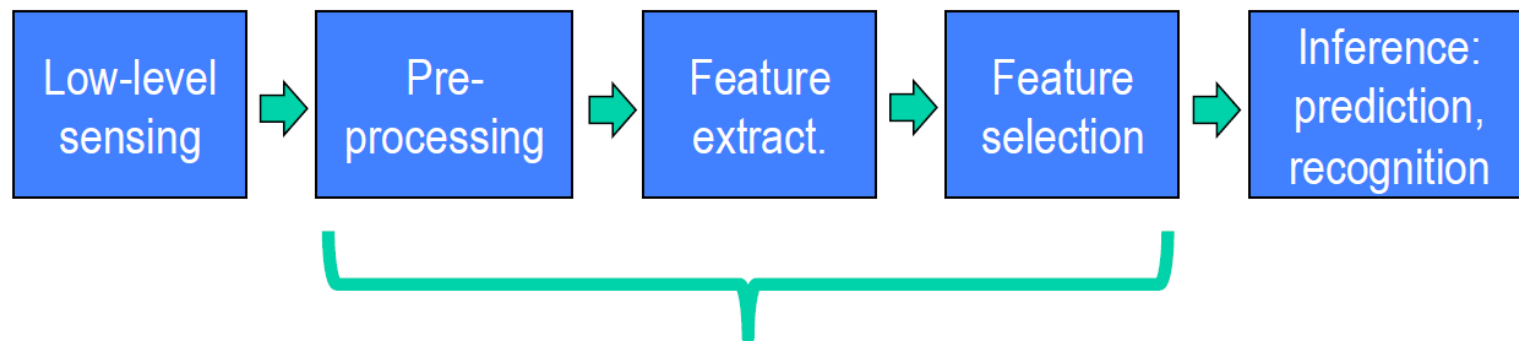 Low-level
sensing
Pre-
processing
Feature
extract.
Feature
selection
Inference:
prediction,
recognition